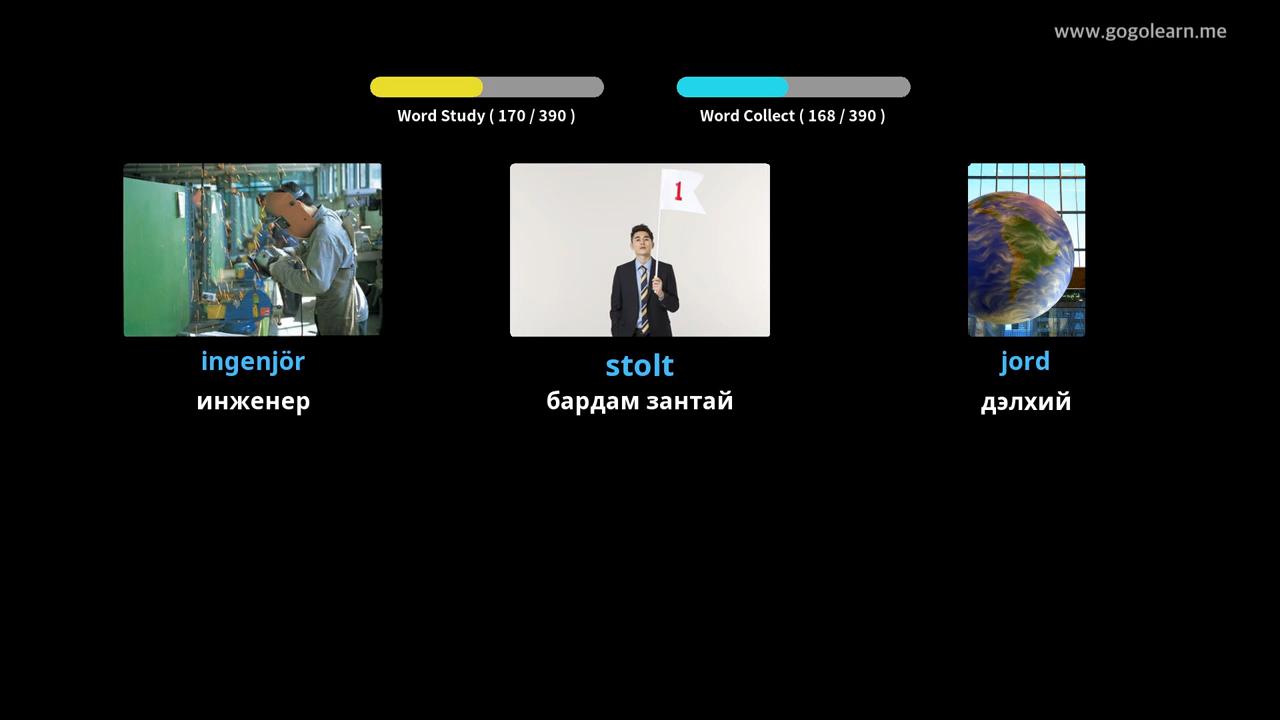 www.gogolearn.me
Word Study ( 170 / 390 )
Word Collect ( 168 / 390 )
1
ingenjör
stolt
jord
инженер
бардам зантай
дэлхий